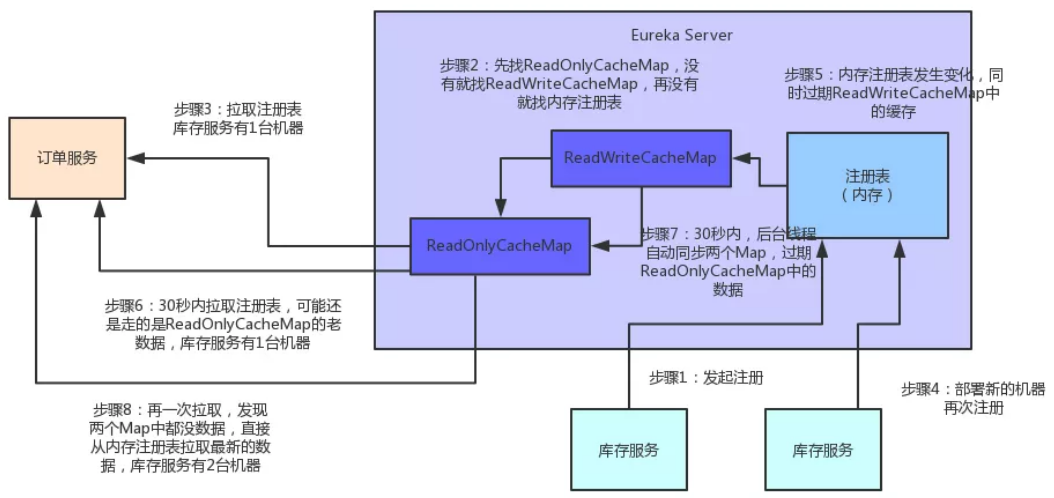 Eureka Server
步骤2：先找ReadOnlyCacheMap，没
有就找ReadWriteCacheMap，再没有
就找内存注册表
步骤5：内存注册表发生变化，同
时过期ReadWriteCacheMap中
的缓存
步骤3：拉取注册表
库存服务有1台机器
订单服务
ReadWriteCacheMap
注册表
（内存）
ReadOnlyCacheMap
步骤7：30秒内，后台线程
自动同步两个Map，过期
ReadOnlyCacheMap中的
数据
步骤6：30秒内拉取注册表，可能还
是走的是ReadOnlyCacheMap的老
数据，库存服务有1台机器
步骤1：发起注册
步骤4：部署新的机器
再次注册
步骤8：再一次拉取，发现
两个Map中都没数据，直接
从内存注册表拉取最新的数
据，库存服务有2台机器
库存服务
库存服务